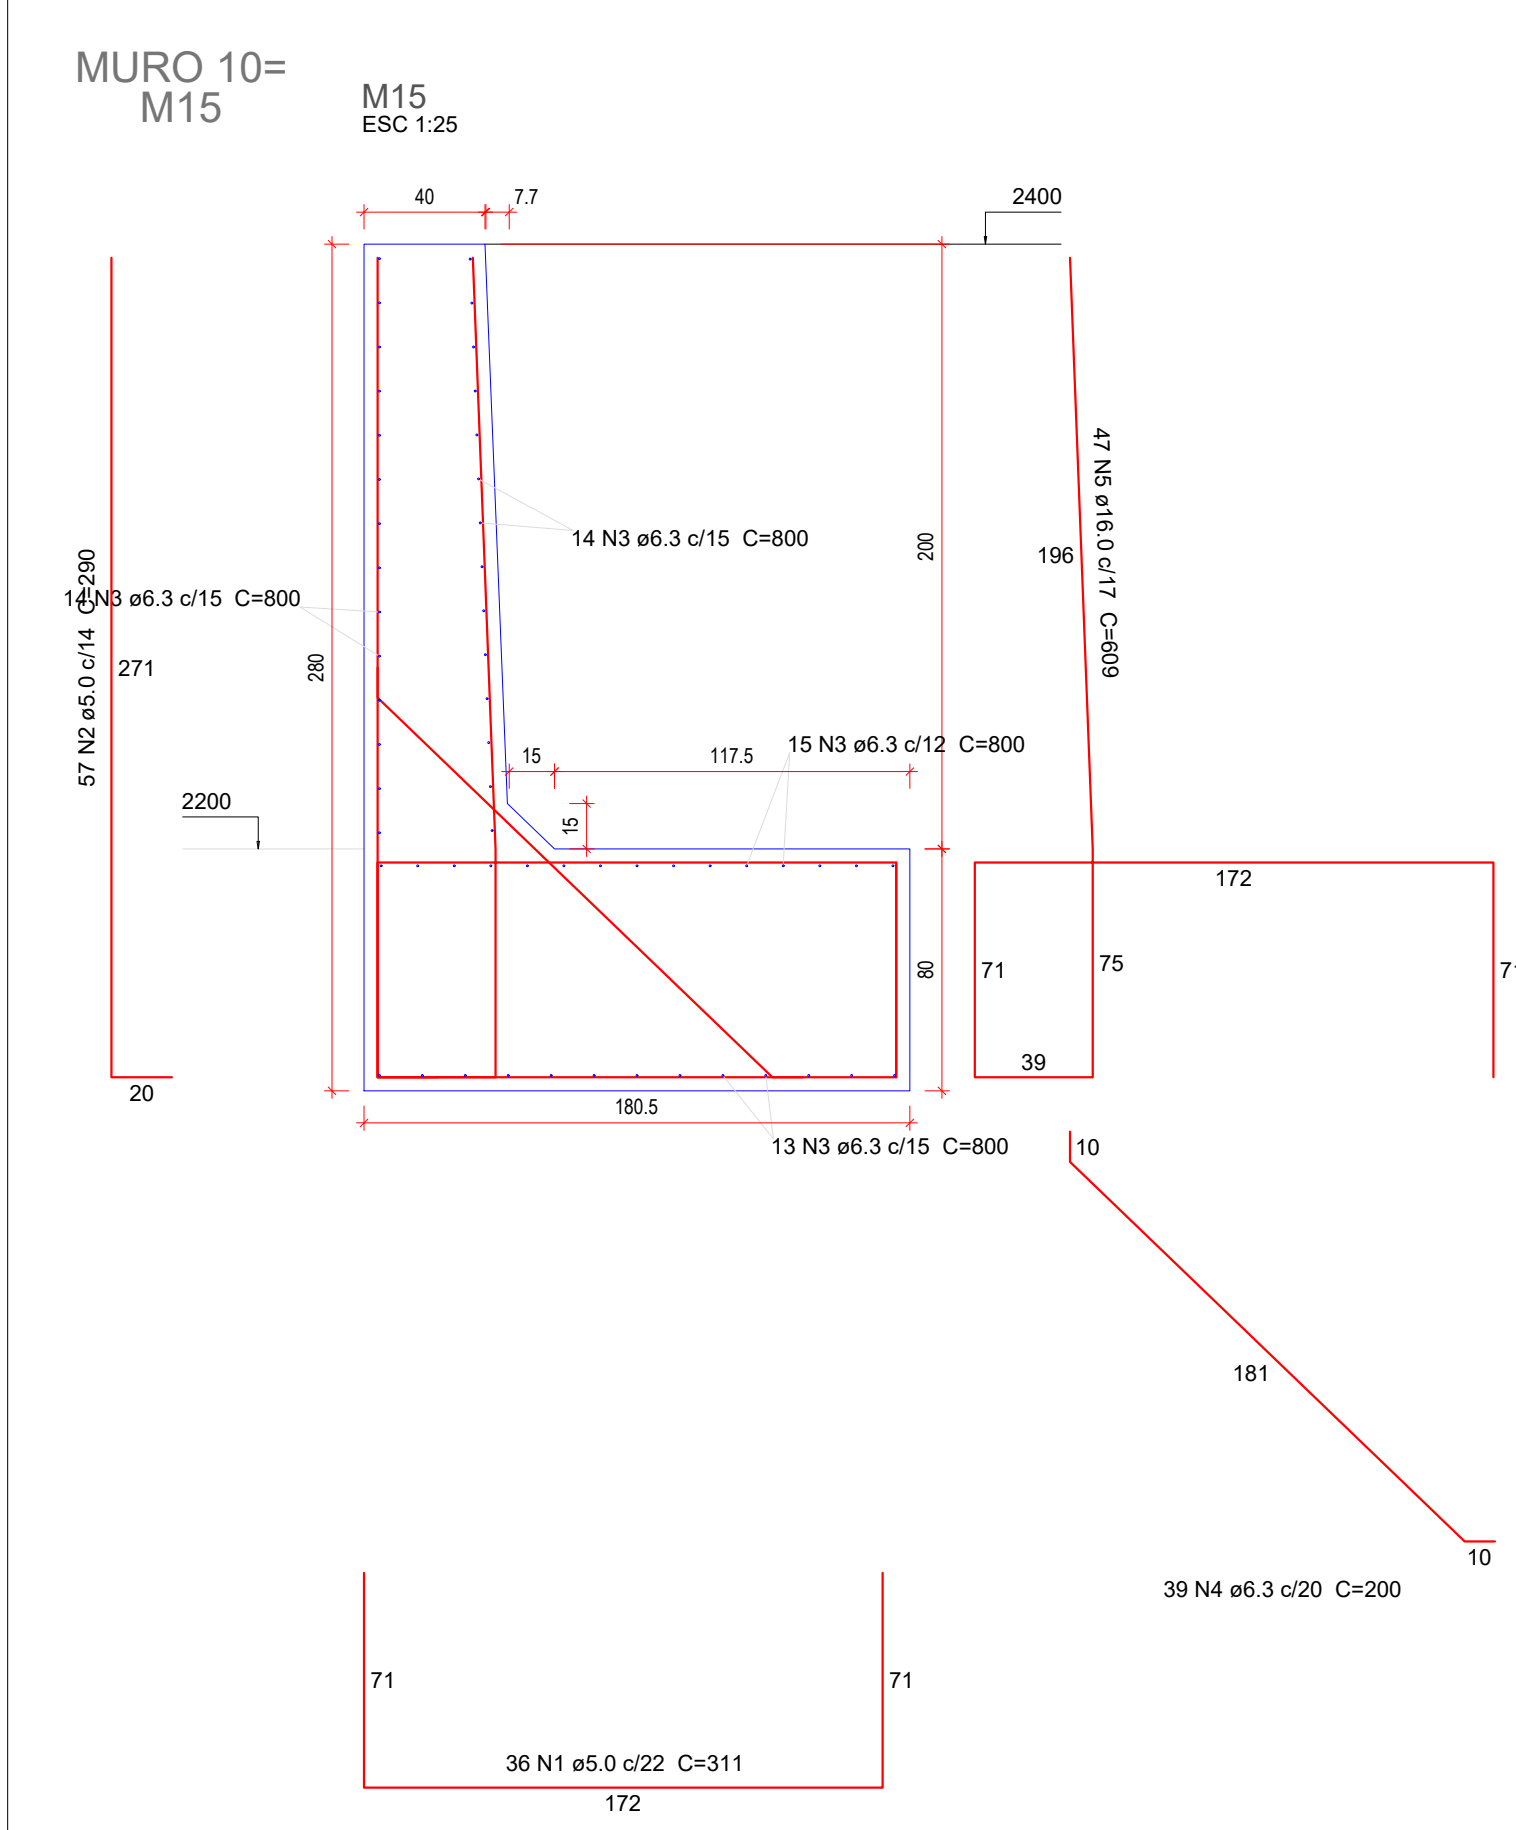 MURO 10=
M15
M15
ESC 1:25
40
7.7
2400
47 N5 ø16.0 c/17  C=609
196
200
14 N3 ø6.3 c/15  C=800
57 N2 ø5.0 c/14  C=290
14 N3 ø6.3 c/15  C=800
271
280
15 N3 ø6.3 c/12  C=800
15
117.5
2200
15
172
71
75
71
80
39
20
180.5
13 N3 ø6.3 c/15  C=800
10
181
10
39 N4 ø6.3 c/20  C=200
71
71
36 N1 ø5.0 c/22  C=311
172